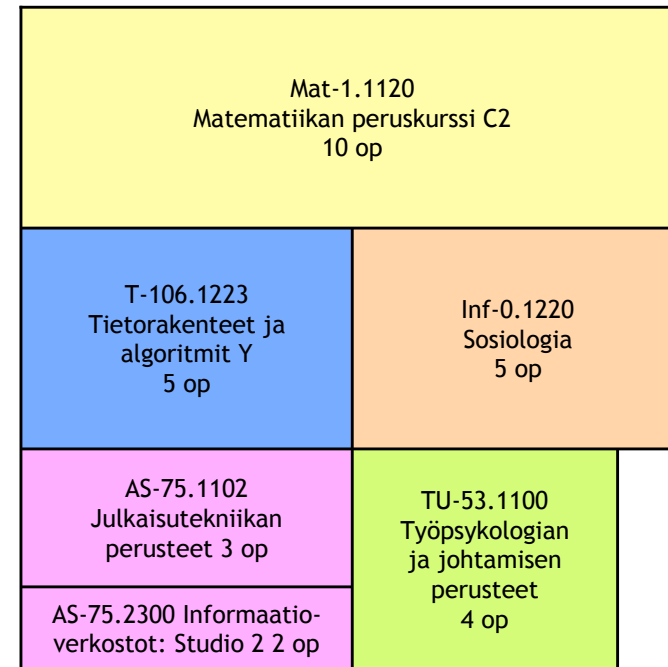 Mat-1.1120
Matematiikan peruskurssi C2
10 op
T-106.1223
Tietorakenteet ja
algoritmit Y
5 op
Inf-0.1220
Sosiologia
5 op
AS-75.1102
Julkaisutekniikan
perusteet 3 op
AS-75.2300 Informaatio-
verkostot: Studio 2 2 op
TU-53.1100
Työpsykologian
ja johtamisen
perusteet
4 op